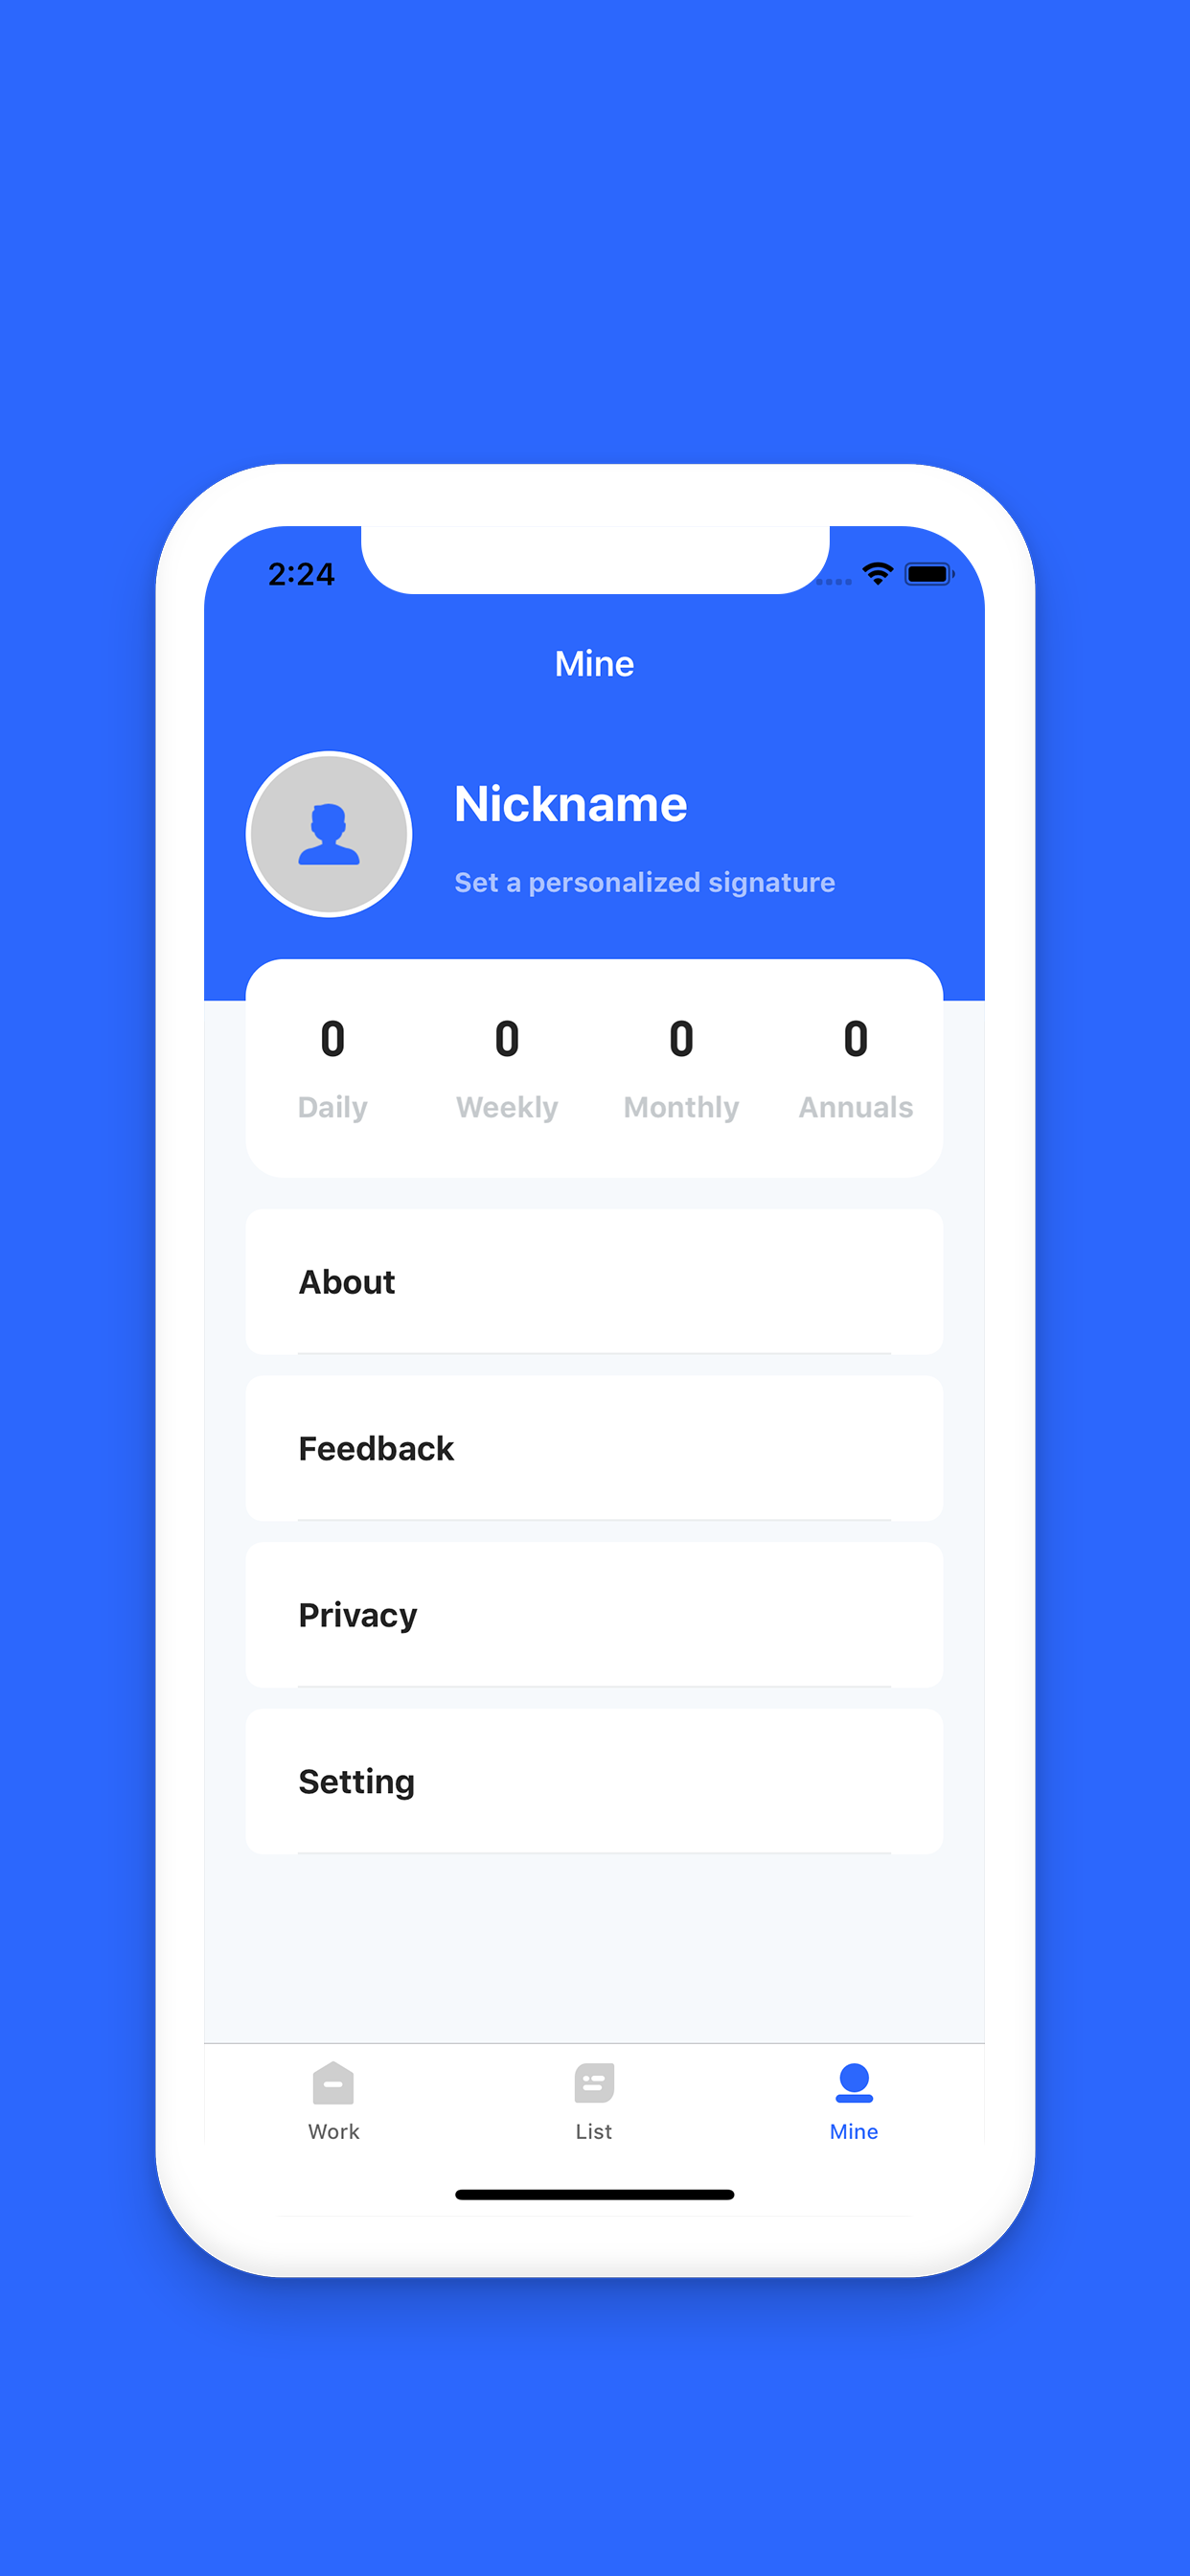 2:24
Mine
Nickname
Set a personalized signature
0 0 0 0
Daily Weekly Monthly Annuals
About
Feedback
Privacy
Setting
Work List Mine